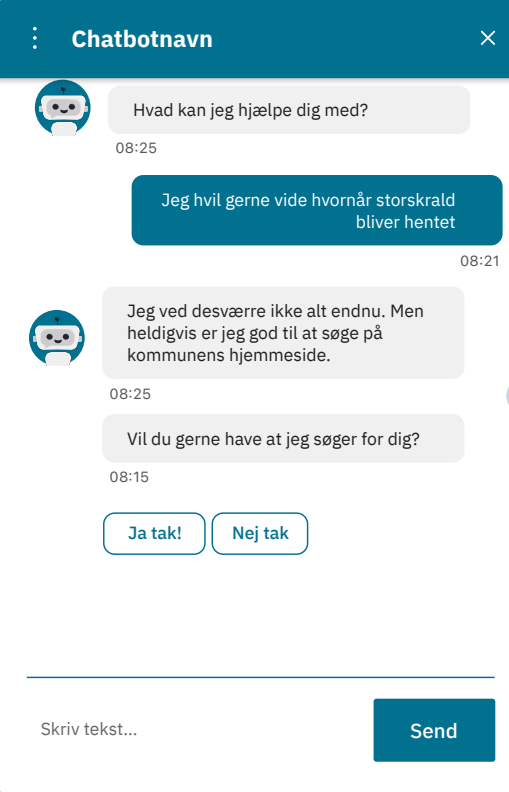 Chatbotnavn
Hvad kan jeg hjælpe dig med?
08:25
Jeg hvil gerne vide hvornår storskrald
bliver hentet
08:21
Jeg ved desværre ikke alt endnu. Men
heldigvis er jeg god til at søge på
kommunens hjemmeside.
08:25
Vil du gerne have at jeg søger for dig?
08:15
Ja tak!
Nej tak
Skriv tekst...
Send